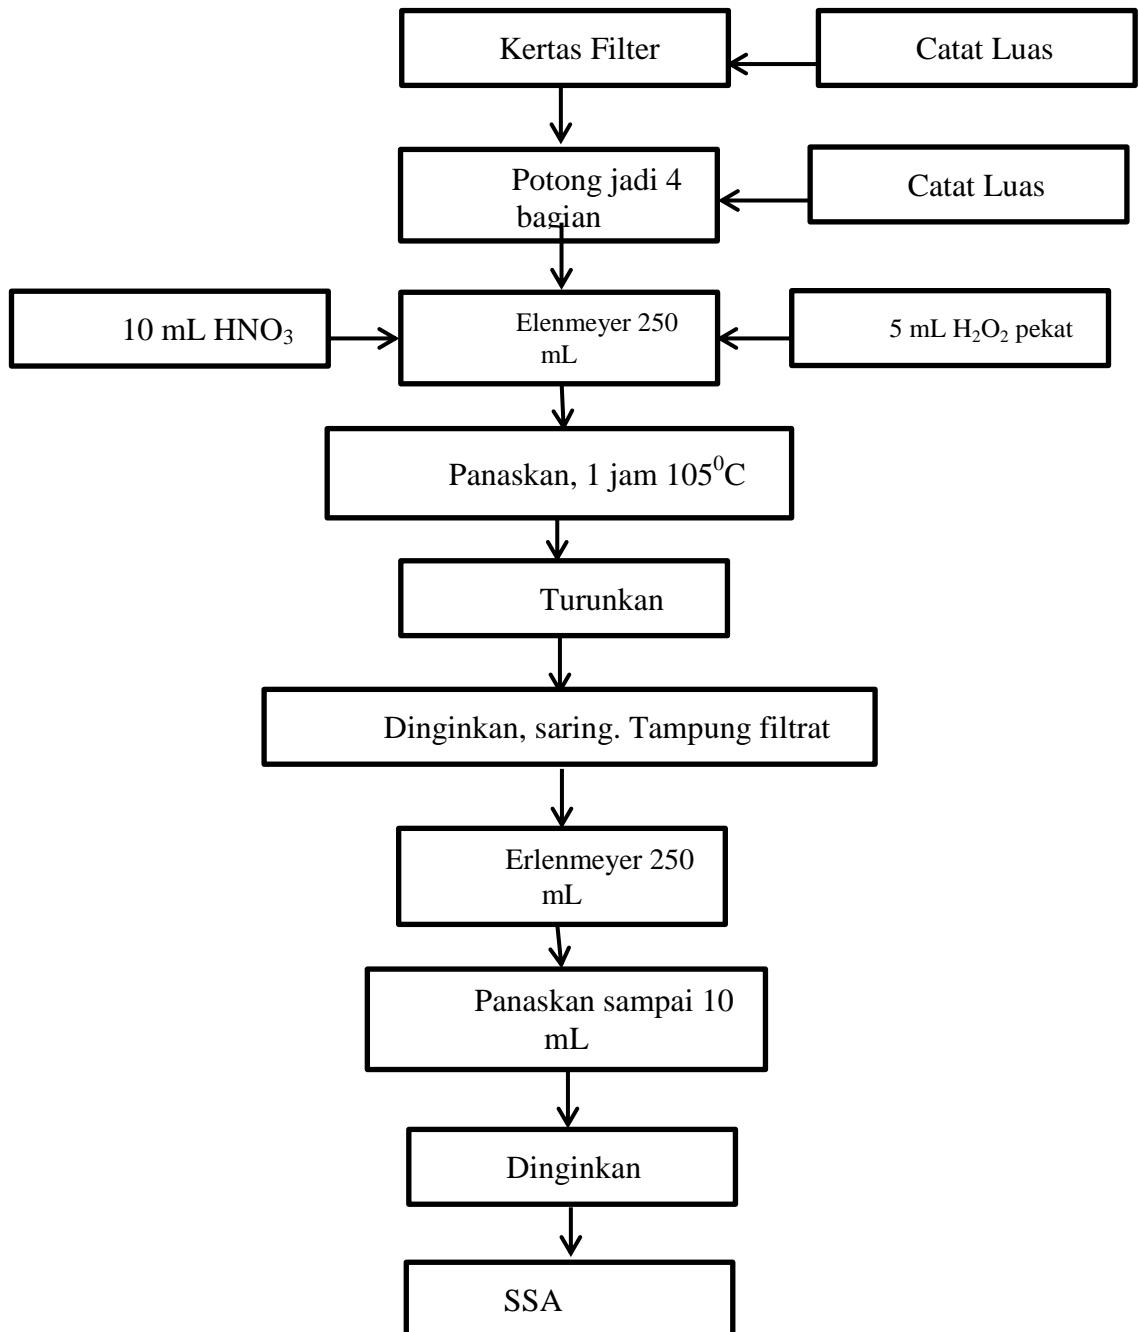 Kertas Filter
Catat Luas
Potong jadi 4
bagian
Catat Luas
10 mL HNO₃
Elenmeyer 250
mL
5 mL H₂O₂ pekat
Panaskan, 1 jam 105⁰C
Turunkan
Dinginkan, saring. Tampung filtrat
Erlenmeyer 250
mL
Panaskan sampai 10
mL
Dinginkan
SSA